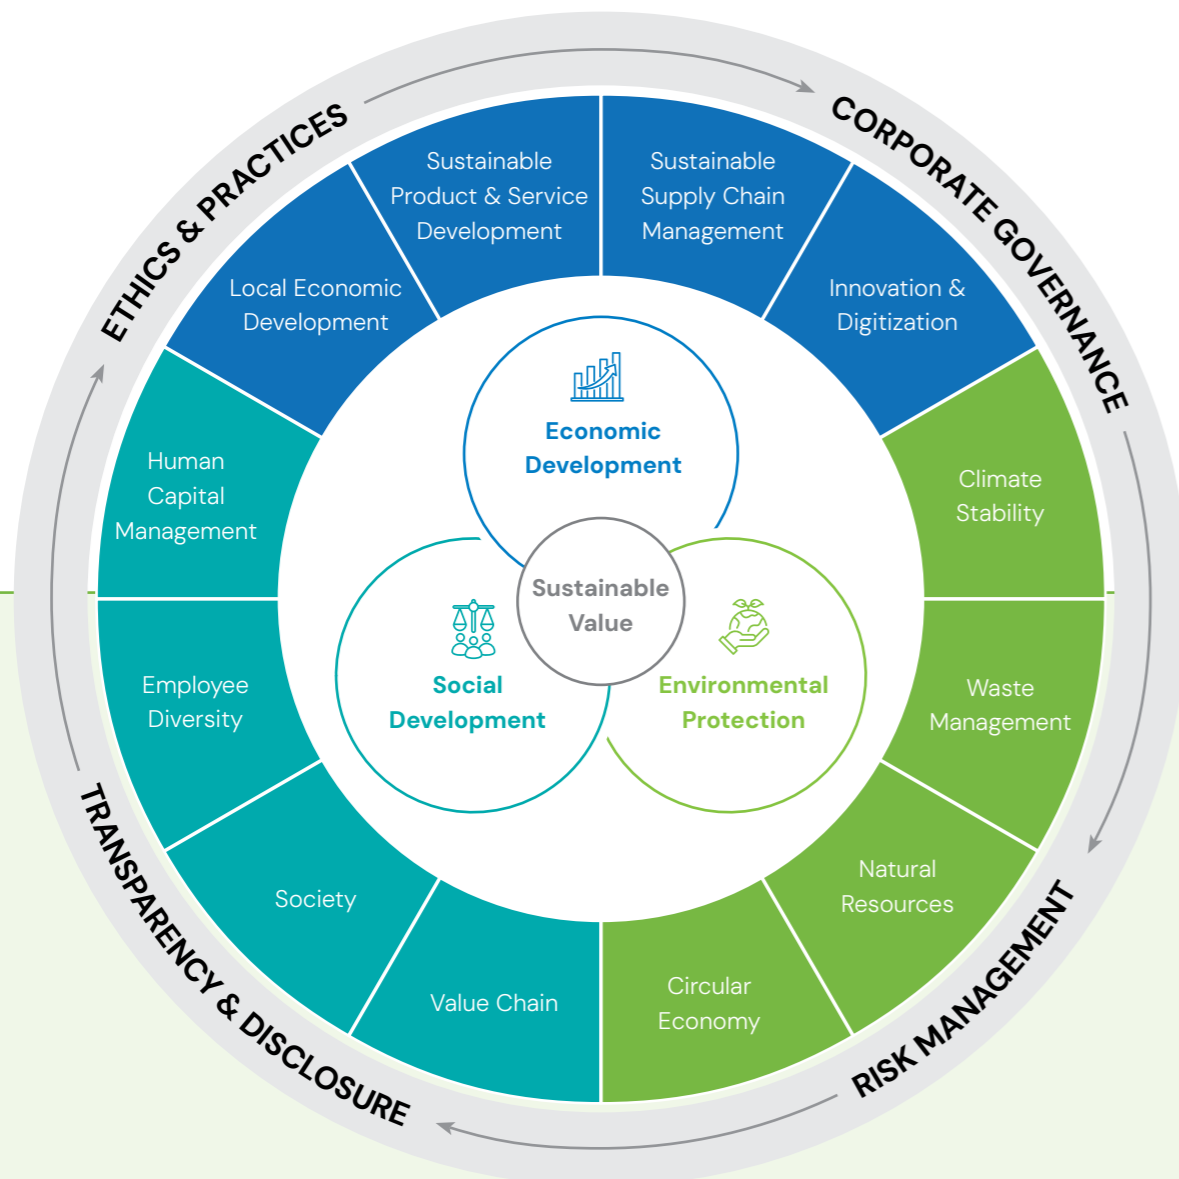 ETHICS & PRACTICES
CORPORATE GOVERNANCE
RISK MANAGEMENT
TRANSPARENCY & DISCLOSURE
Sustainable
Product & Service
Development
Sustainable
Supply Chain
Management
Innovation &
Digitization
Climate
Stability
Waste
Management
Natural
Resources
Circular
Economy
Value Chain
Society
Employee
Diversity
Human
Capital
Management
Local Economic
Development
Economic
Development
Sustainable
Value
Social
Development
Environmental
Protection